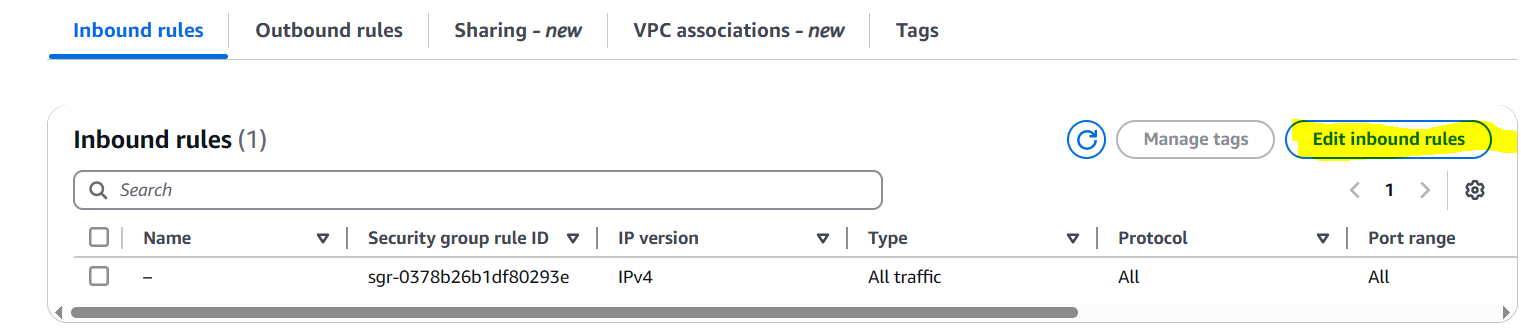 Inbound rules Outbound rules Sharing - new VPC associations - new Tags
Inbound rules (1) Manage tags Edit inbound rules
Search 1
Name Security group rule ID IP version Type Protocol Port range
– sgr-0378b26b1df80293e IPv4 All traffic All All